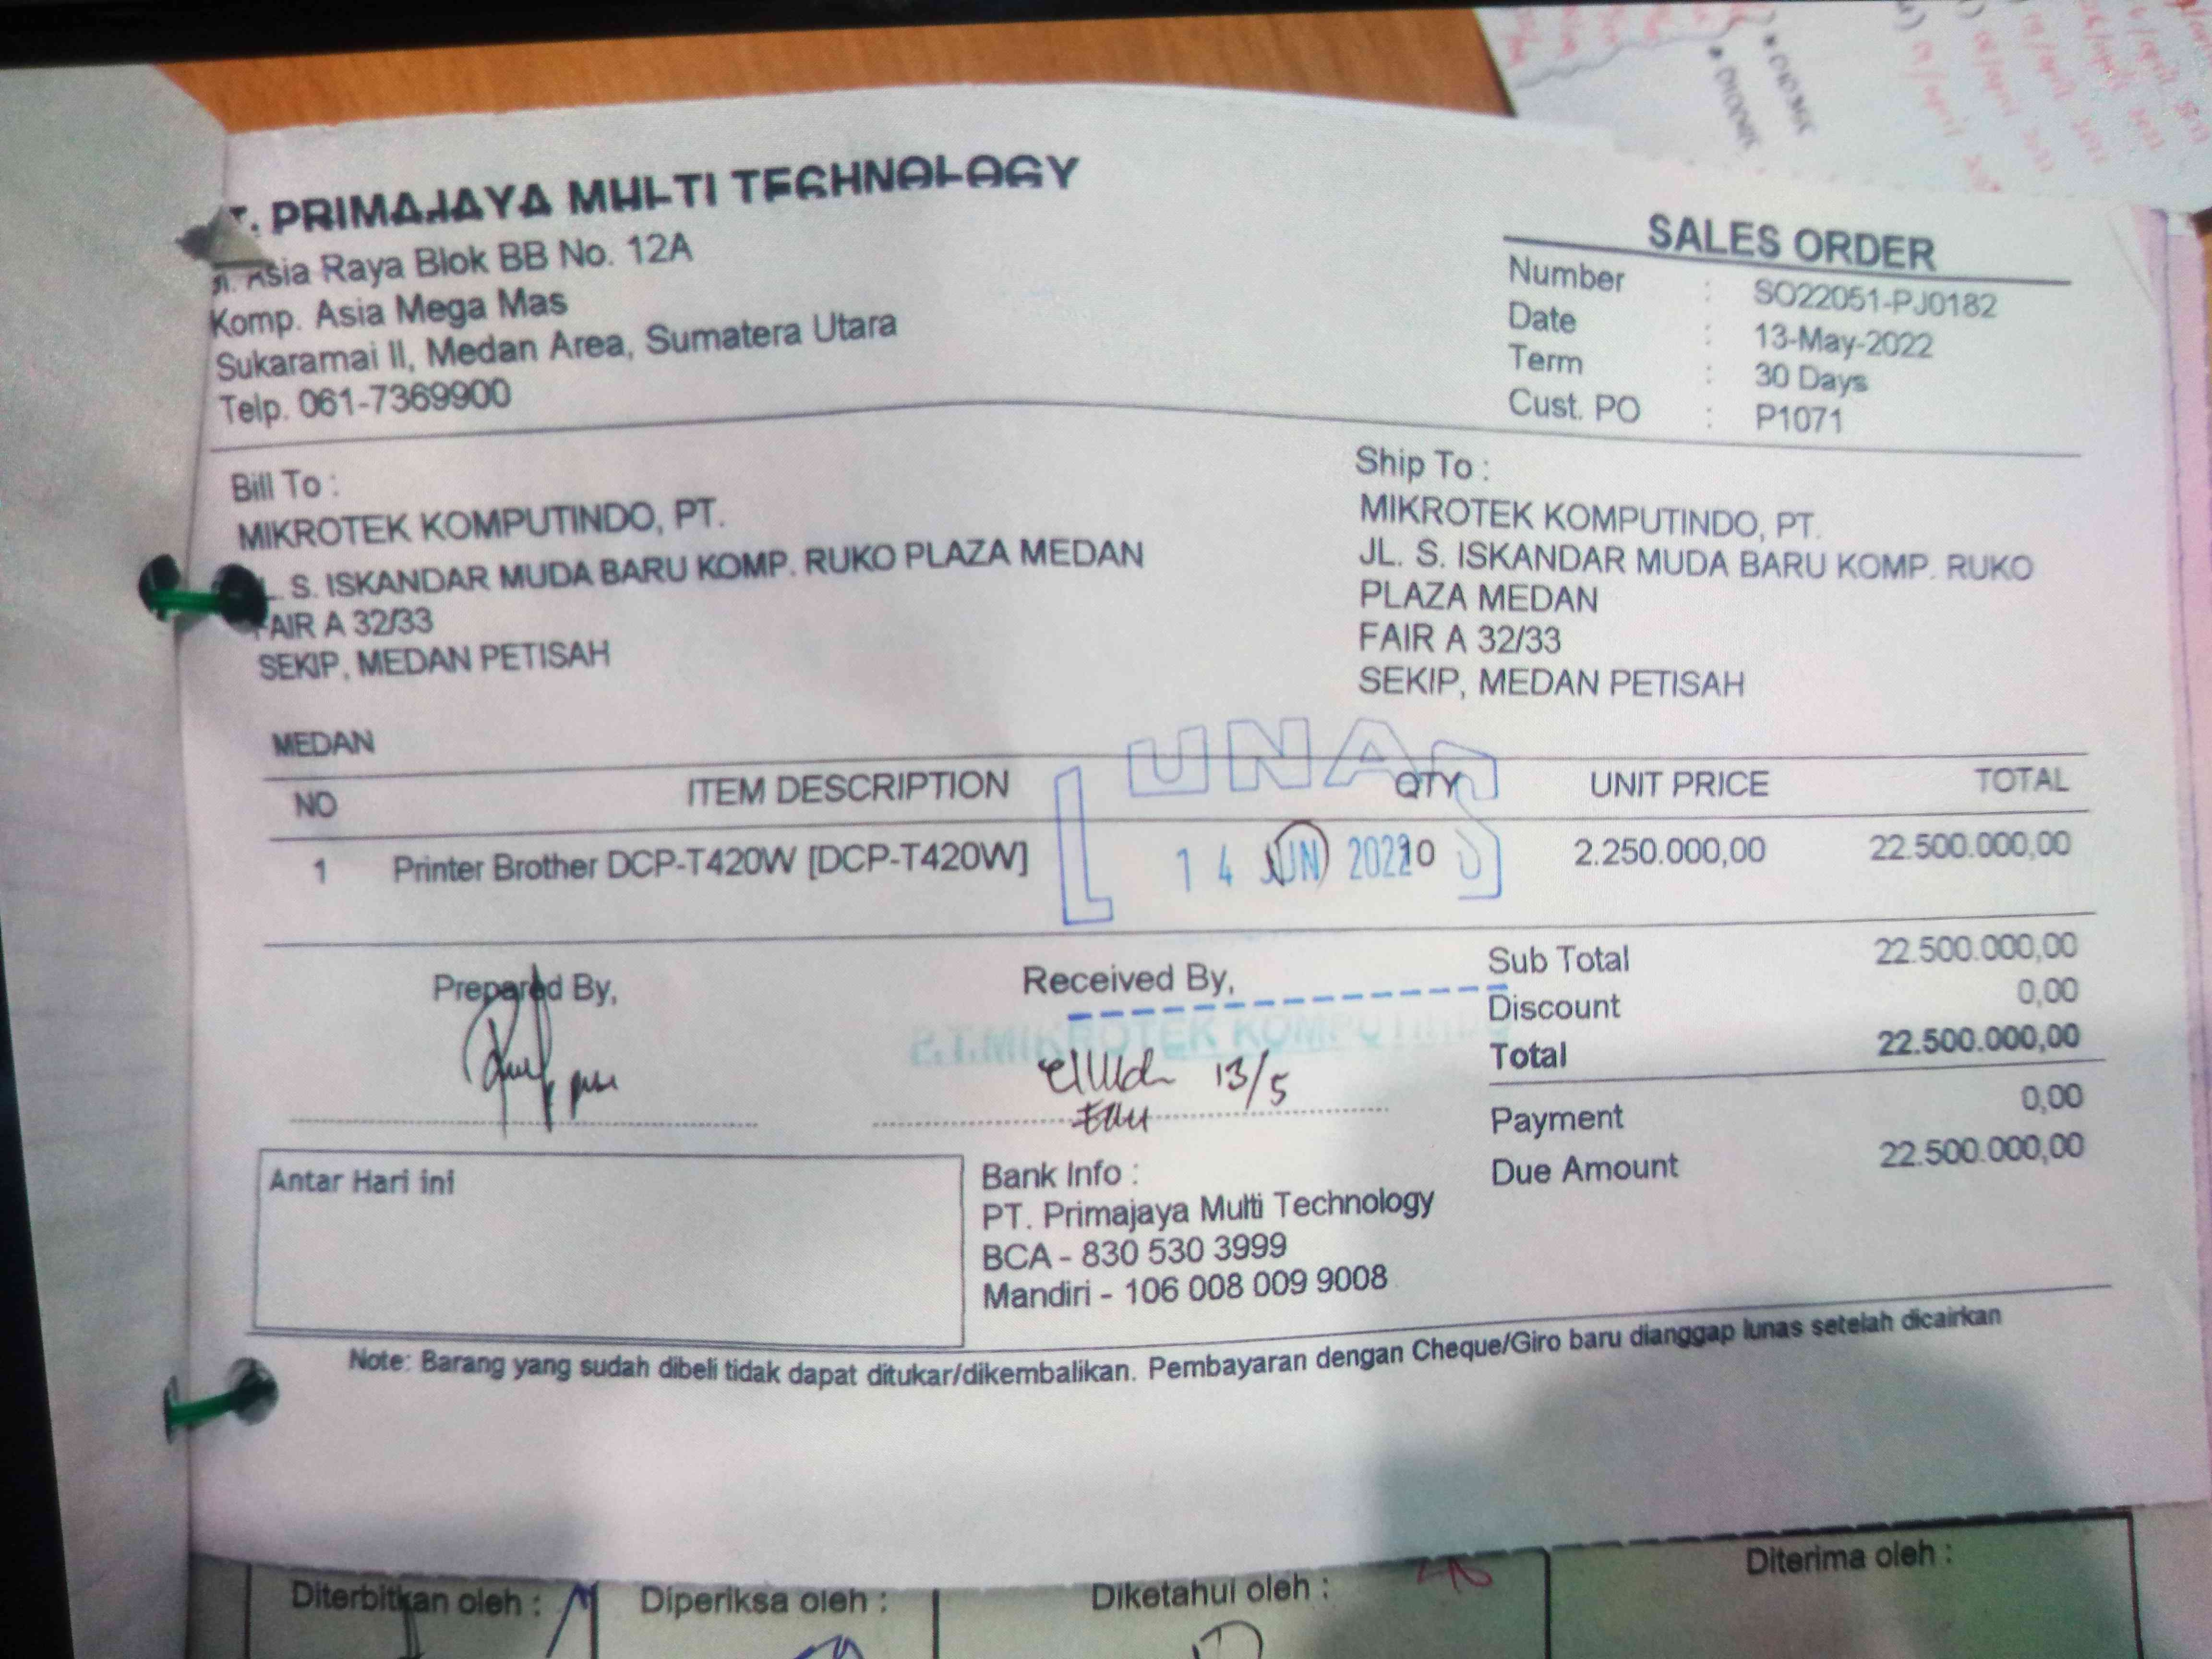 T. PRIMAJAYA MULTI TECHNOLOGY
Jl. Asia Raya Blok BB No. 12A
Komp. Asia Mega Mas
Sukaramai II, Medan Area, Sumatera Utara
Telp. 061-7369900
SALES ORDER
Number : SO22051-PJ0182
Date : 13-May-2022
Term : 30 Days
Cust. PO : P1071
Bill To :
MIKROTEK KOMPUTINDO, PT.
L. S. ISKANDAR MUDA BARU KOMP. RUKO PLAZA MEDAN
FAIR A 32/33
SEKIP, MEDAN PETISAH
MEDAN
Ship To :
MIKROTEK KOMPUTINDO, PT.
JL. S. ISKANDAR MUDA BARU KOMP. RUKO
PLAZA MEDAN
FAIR A 32/33
SEKIP, MEDAN PETISAH
LUNAS
NO ITEM DESCRIPTION QTY UNIT PRICE TOTAL
1 Printer Brother DCP-T420W [DCP-T420W] 10 2.250.000,00 22.500.000,00
14 JUN 2022
Prepared By,
Received By,
P.T.MIKROTEK KOMPUTINDO
13/5
Sub Total 22.500.000,00
Discount 0,00
Total 22.500.000,00
Payment 0,00
Due Amount 22.500.000,00
Antar Hari ini
Bank Info :
PT. Primajaya Multi Technology
BCA - 830 530 3999
Mandiri - 106 008 009 9008
Note: Barang yang sudah dibeli tidak dapat ditukar/dikembalikan. Pembayaran dengan Cheque/Giro baru dianggap lunas setelah dicairkan
Diterbitkan oleh : Diperiksa oleh : Diketahui oleh : Diterima oleh :